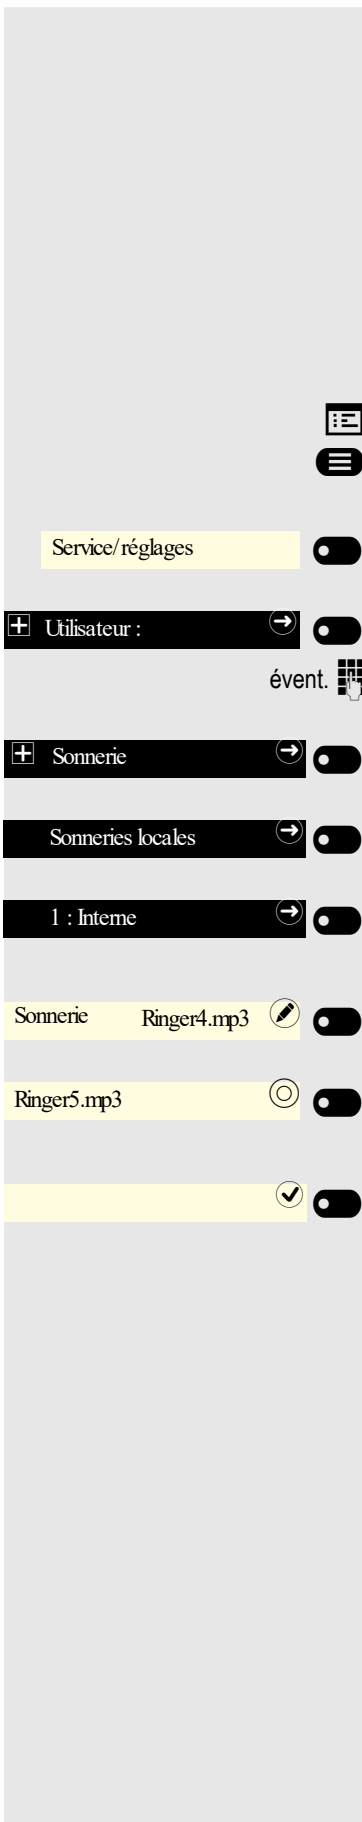 Service/réglages
Utilisateur :
évent.
Sonnerie
Sonneries locales
1 : Interne
Sonnerie Ringer4.mp3
Ringer5.mp3